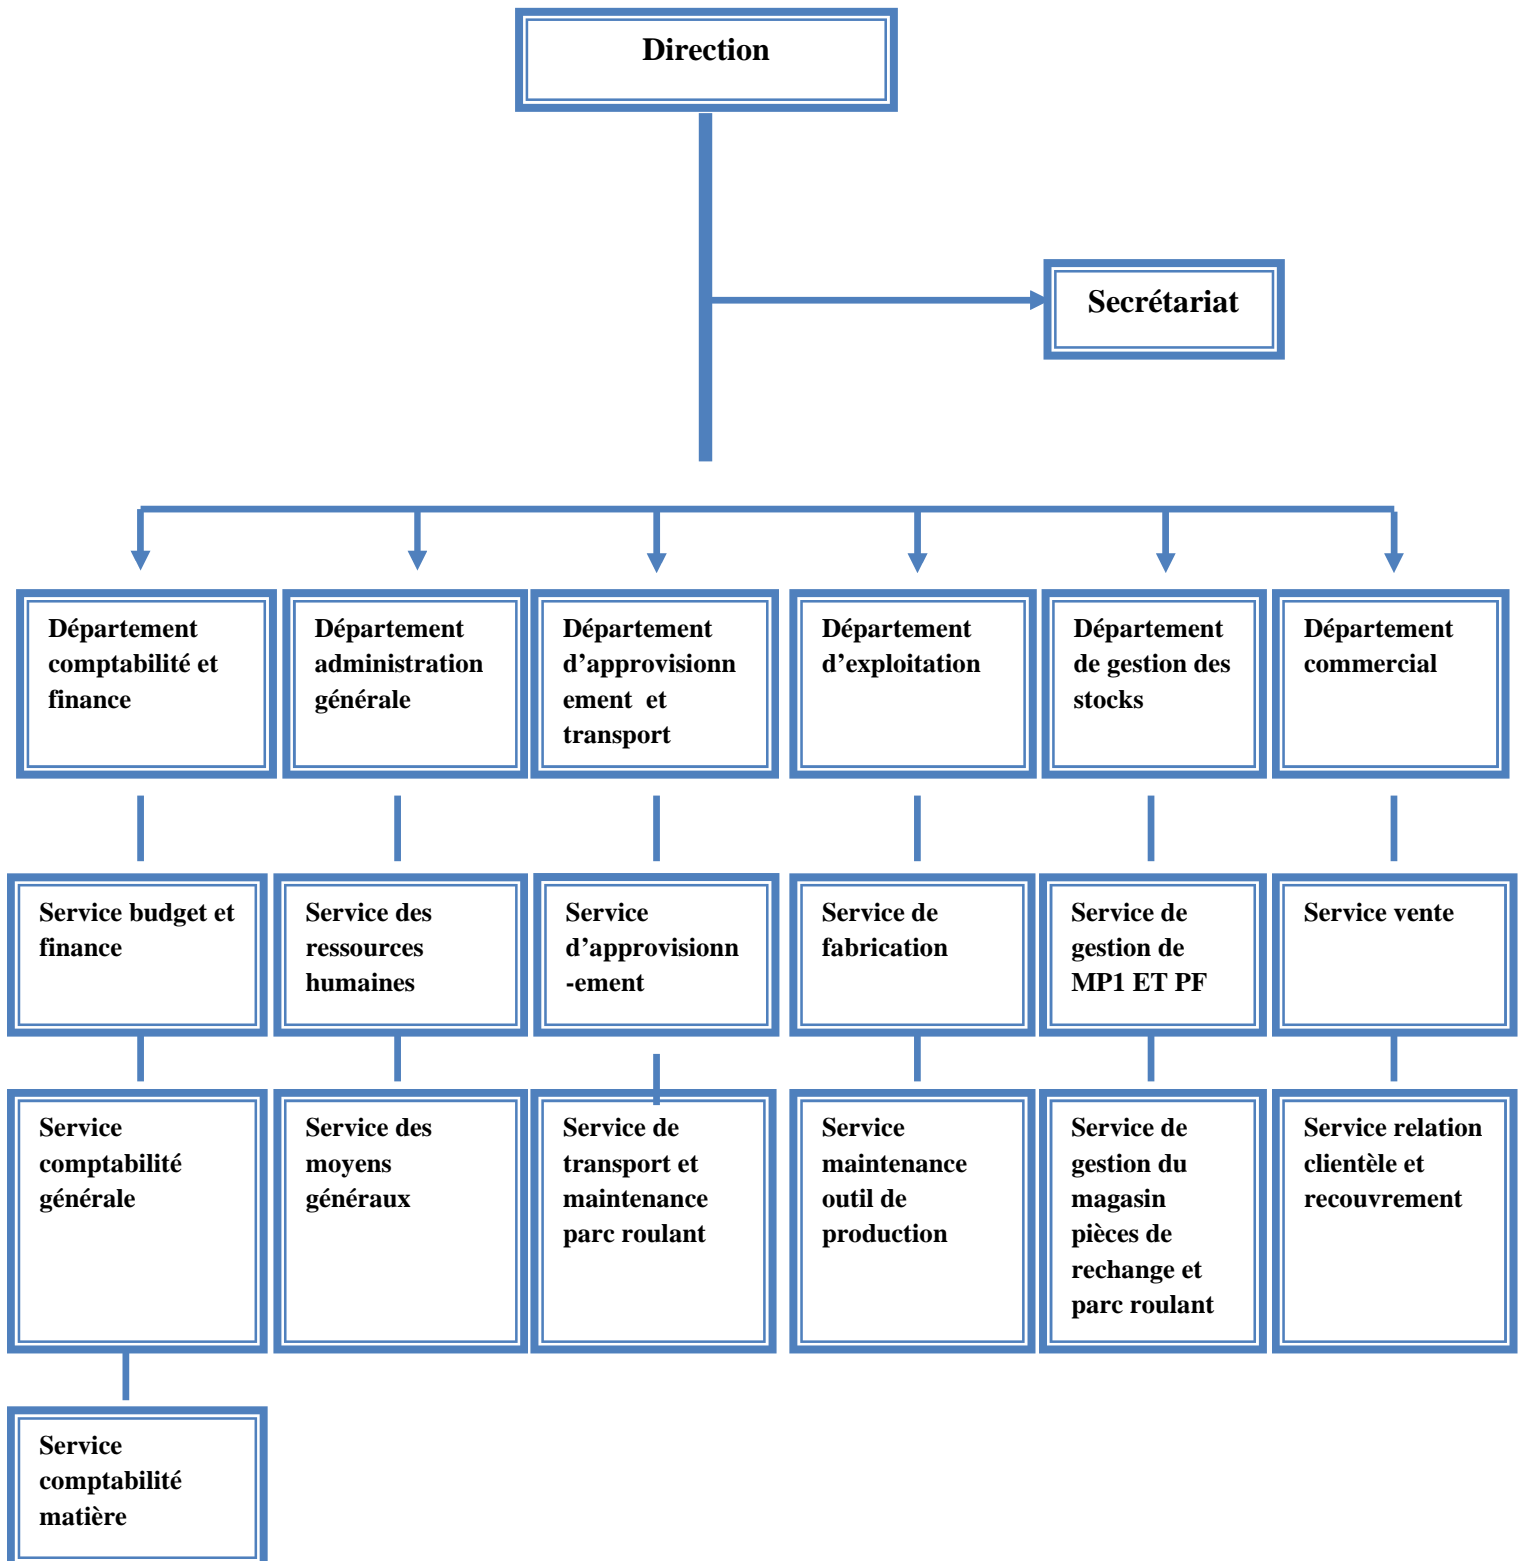 Direction
Secrétariat
Département
comptabilité et
finance
Département
administration
générale
Département
d’approvisionn
ement et
transport
Département
d’exploitation
Département
de gestion des
stocks
Département
commercial
Service budget et
finance
Service des
ressources
humaines
Service
d’approvisionn
-ement
Service de
fabrication
Service de
gestion de
MP1 ET PF
Service vente
Service
comptabilité
générale
Service des
moyens
généraux
Service de
transport et
maintenance
parc roulant
Service
maintenance
outil de
production
Service de
gestion du
magasin
pièces de
rechange et
parc roulant
Service relation
clientèle et
recouvrement
Service
comptabilité
matière